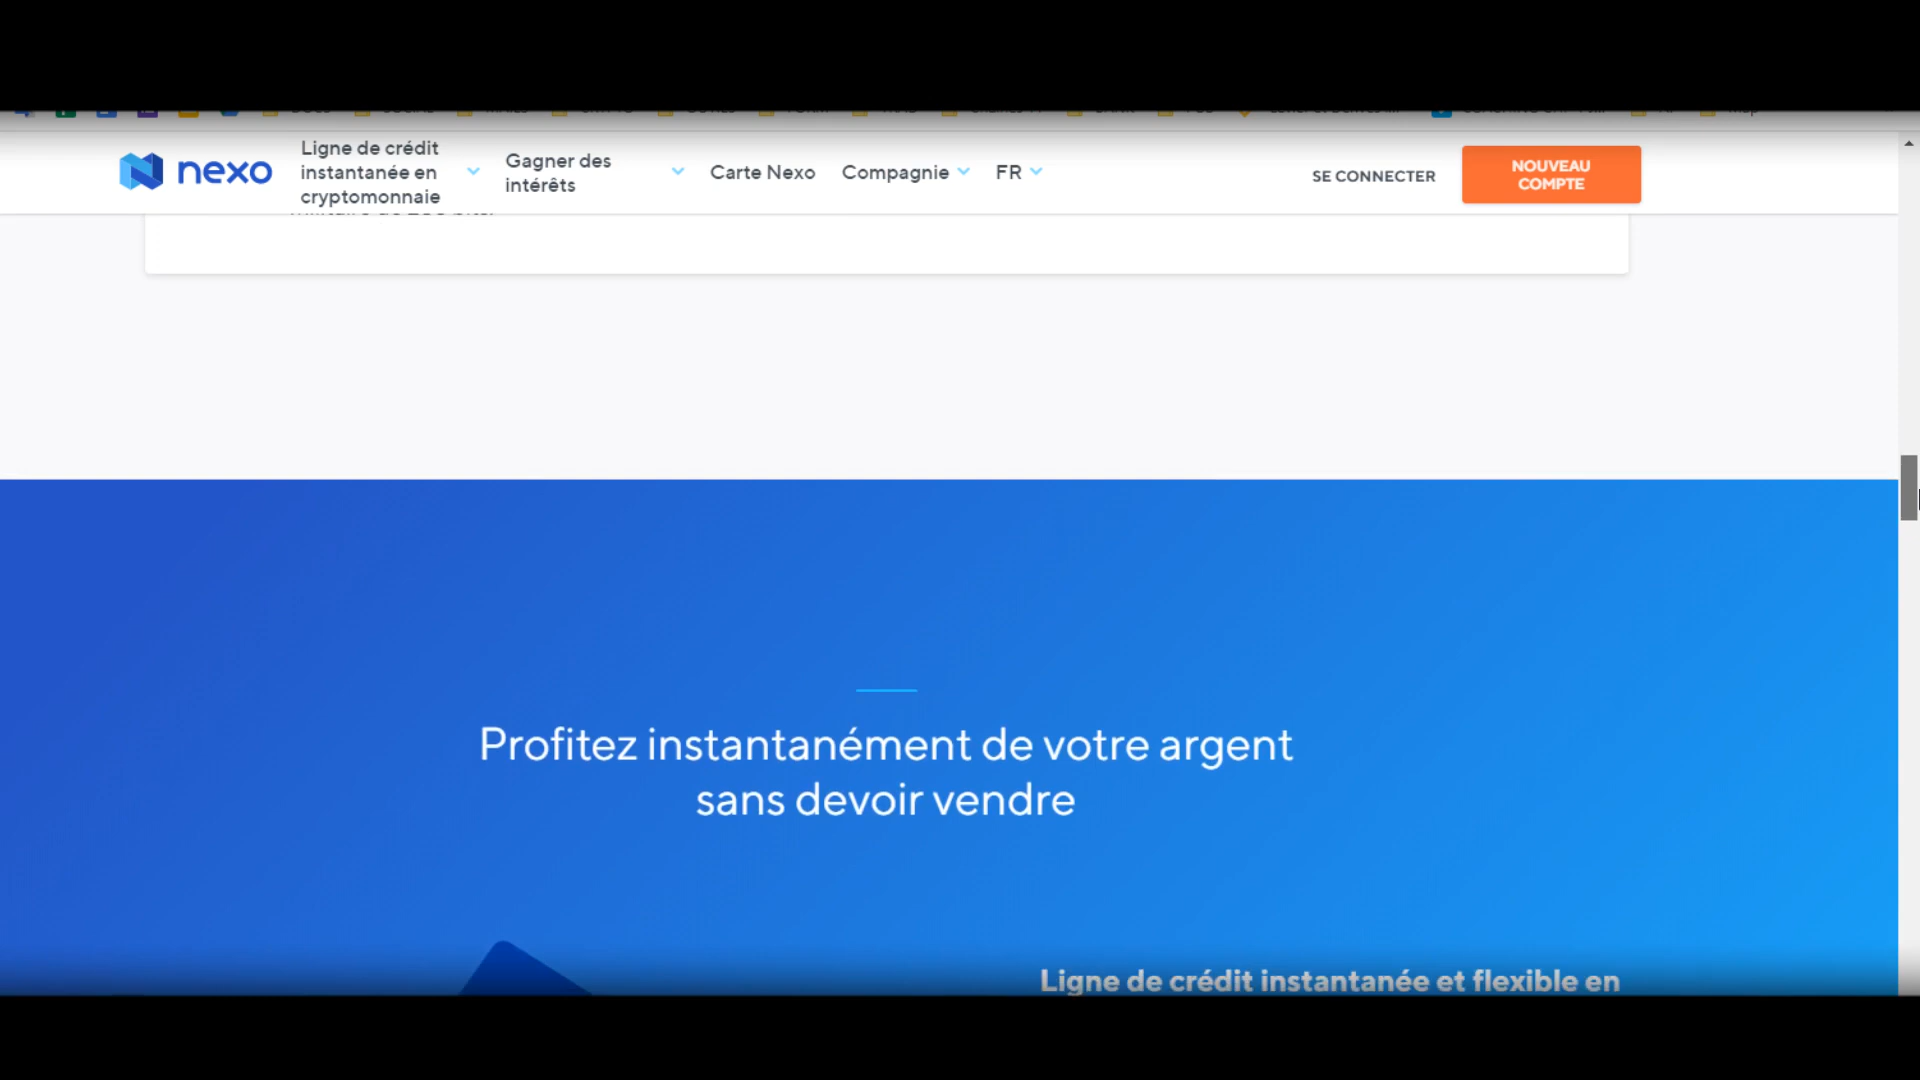 nexo
Ligne de crédit
instantanée en
cryptomonnaie
Gagner des
intérêts
Carte Nexo
Compagnie
FR
SE CONNECTER
NOUVEAU
COMPTE
Profitez instantanément de votre argent
sans devoir vendre
Ligne de crédit instantanée et flexible en